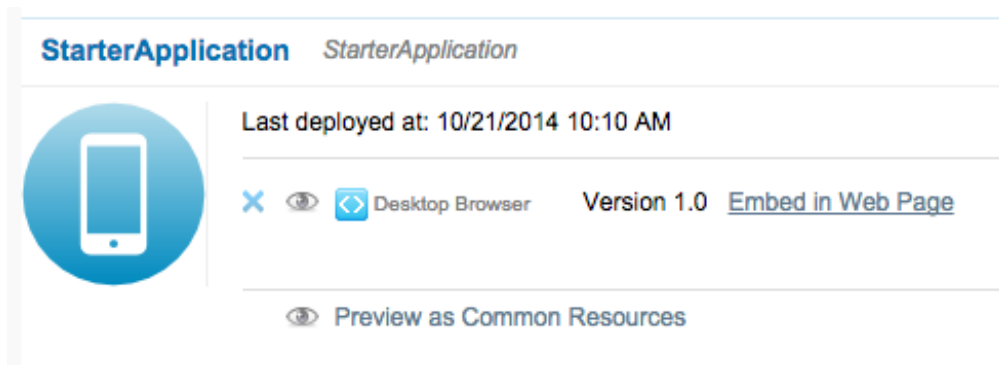 StarterApplication StarterApplication
Last deployed at: 10/21/2014 10:10 AM
Desktop Browser Version 1.0 Embed in Web Page
Preview as Common Resources